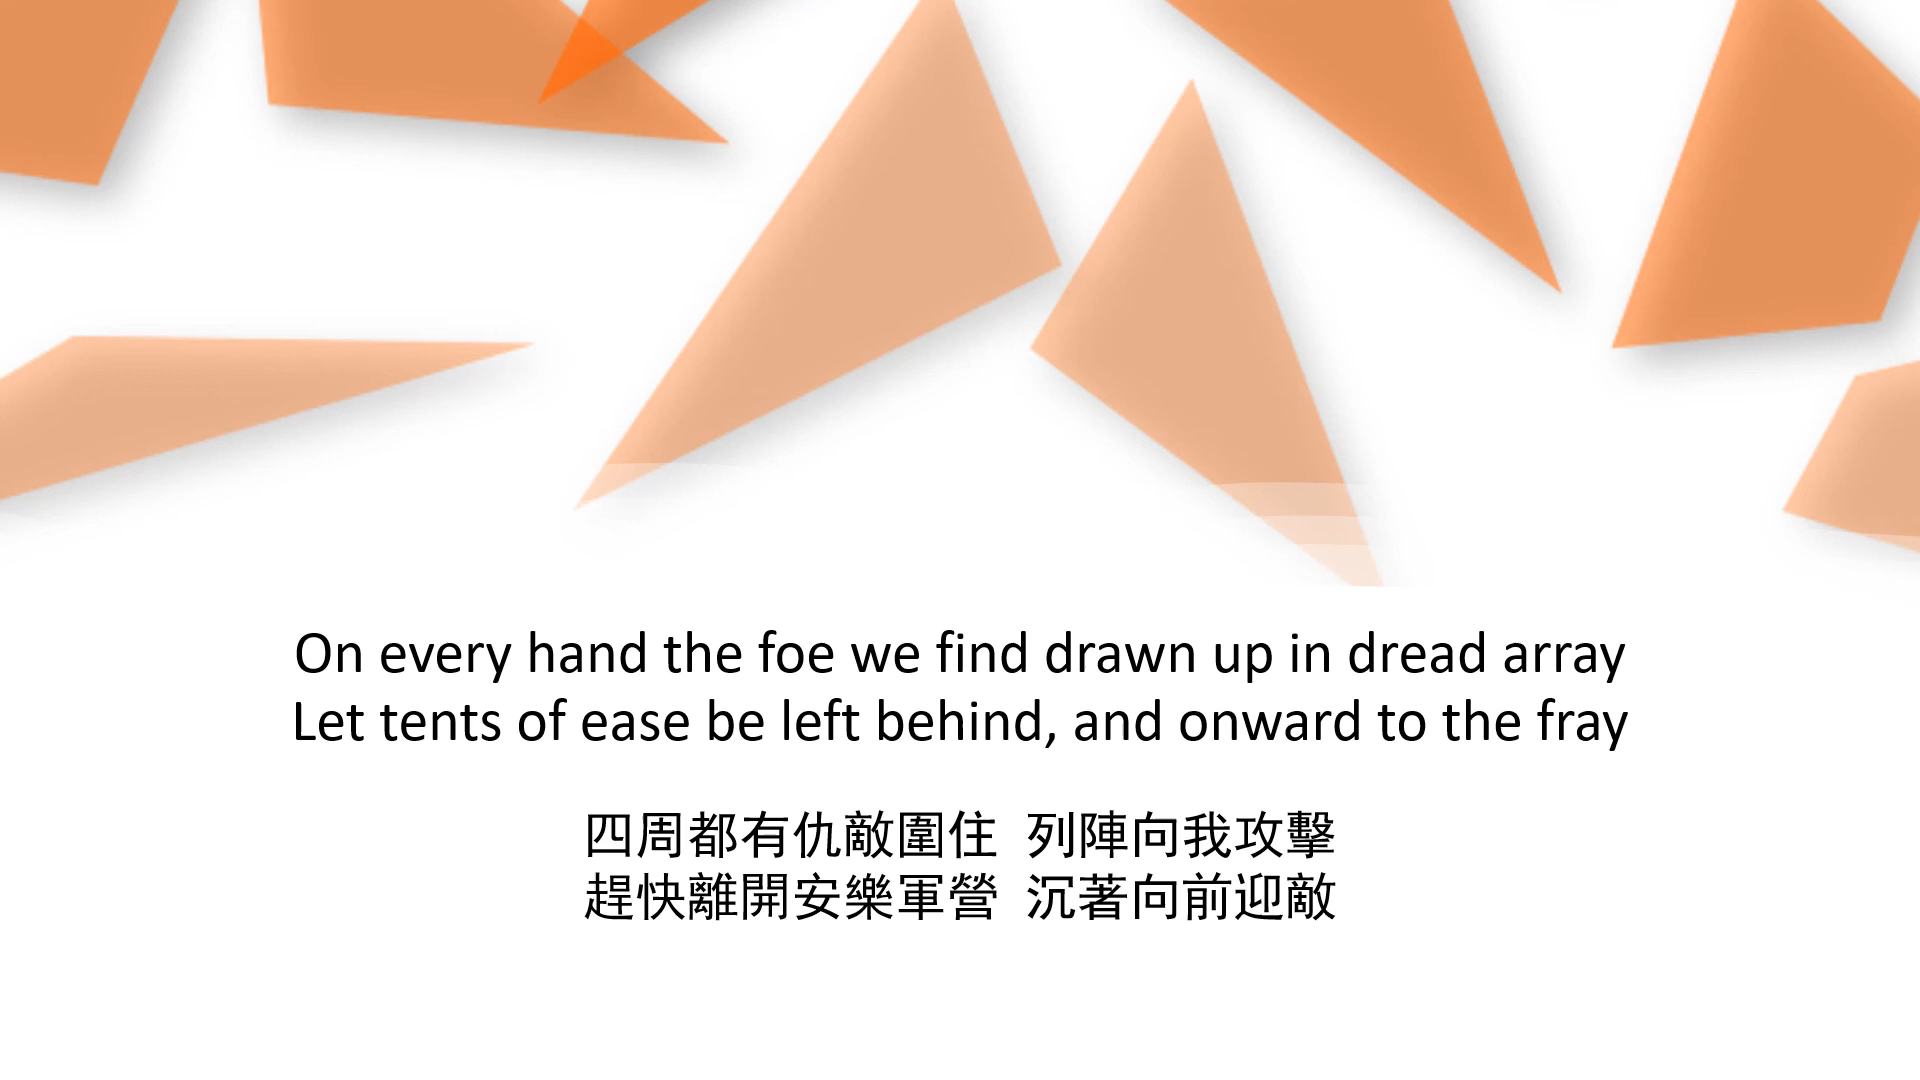 On every hand the foe we find drawn up in dread array
Let tents of ease be left behind, and onward to the fray
四周都有仇敵圍住 列陣向我攻擊
趕快離開安樂軍營 沉著向前迎敵